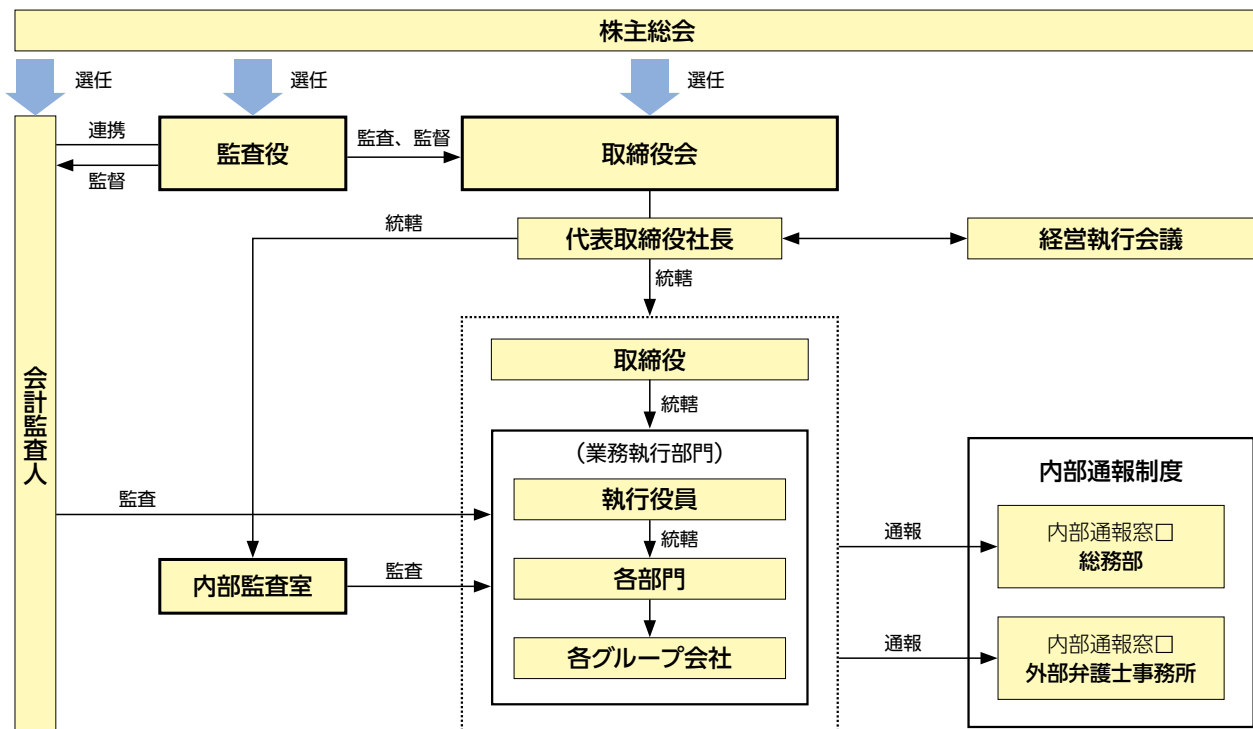 株主総会
選任
選任
選任
連携
監督
監査役
監査、監督
取締役会
統轄
代表取締役社長
経営執行会議
統轄
取締役
統轄
会計監査人
(業務執行部門)
執行役員
監査
統轄
内部監査室
監査
各部門
各グループ会社
内部通報制度
通報
内部通報窓口
総務部
通報
内部通報窓口
外部弁護士事務所